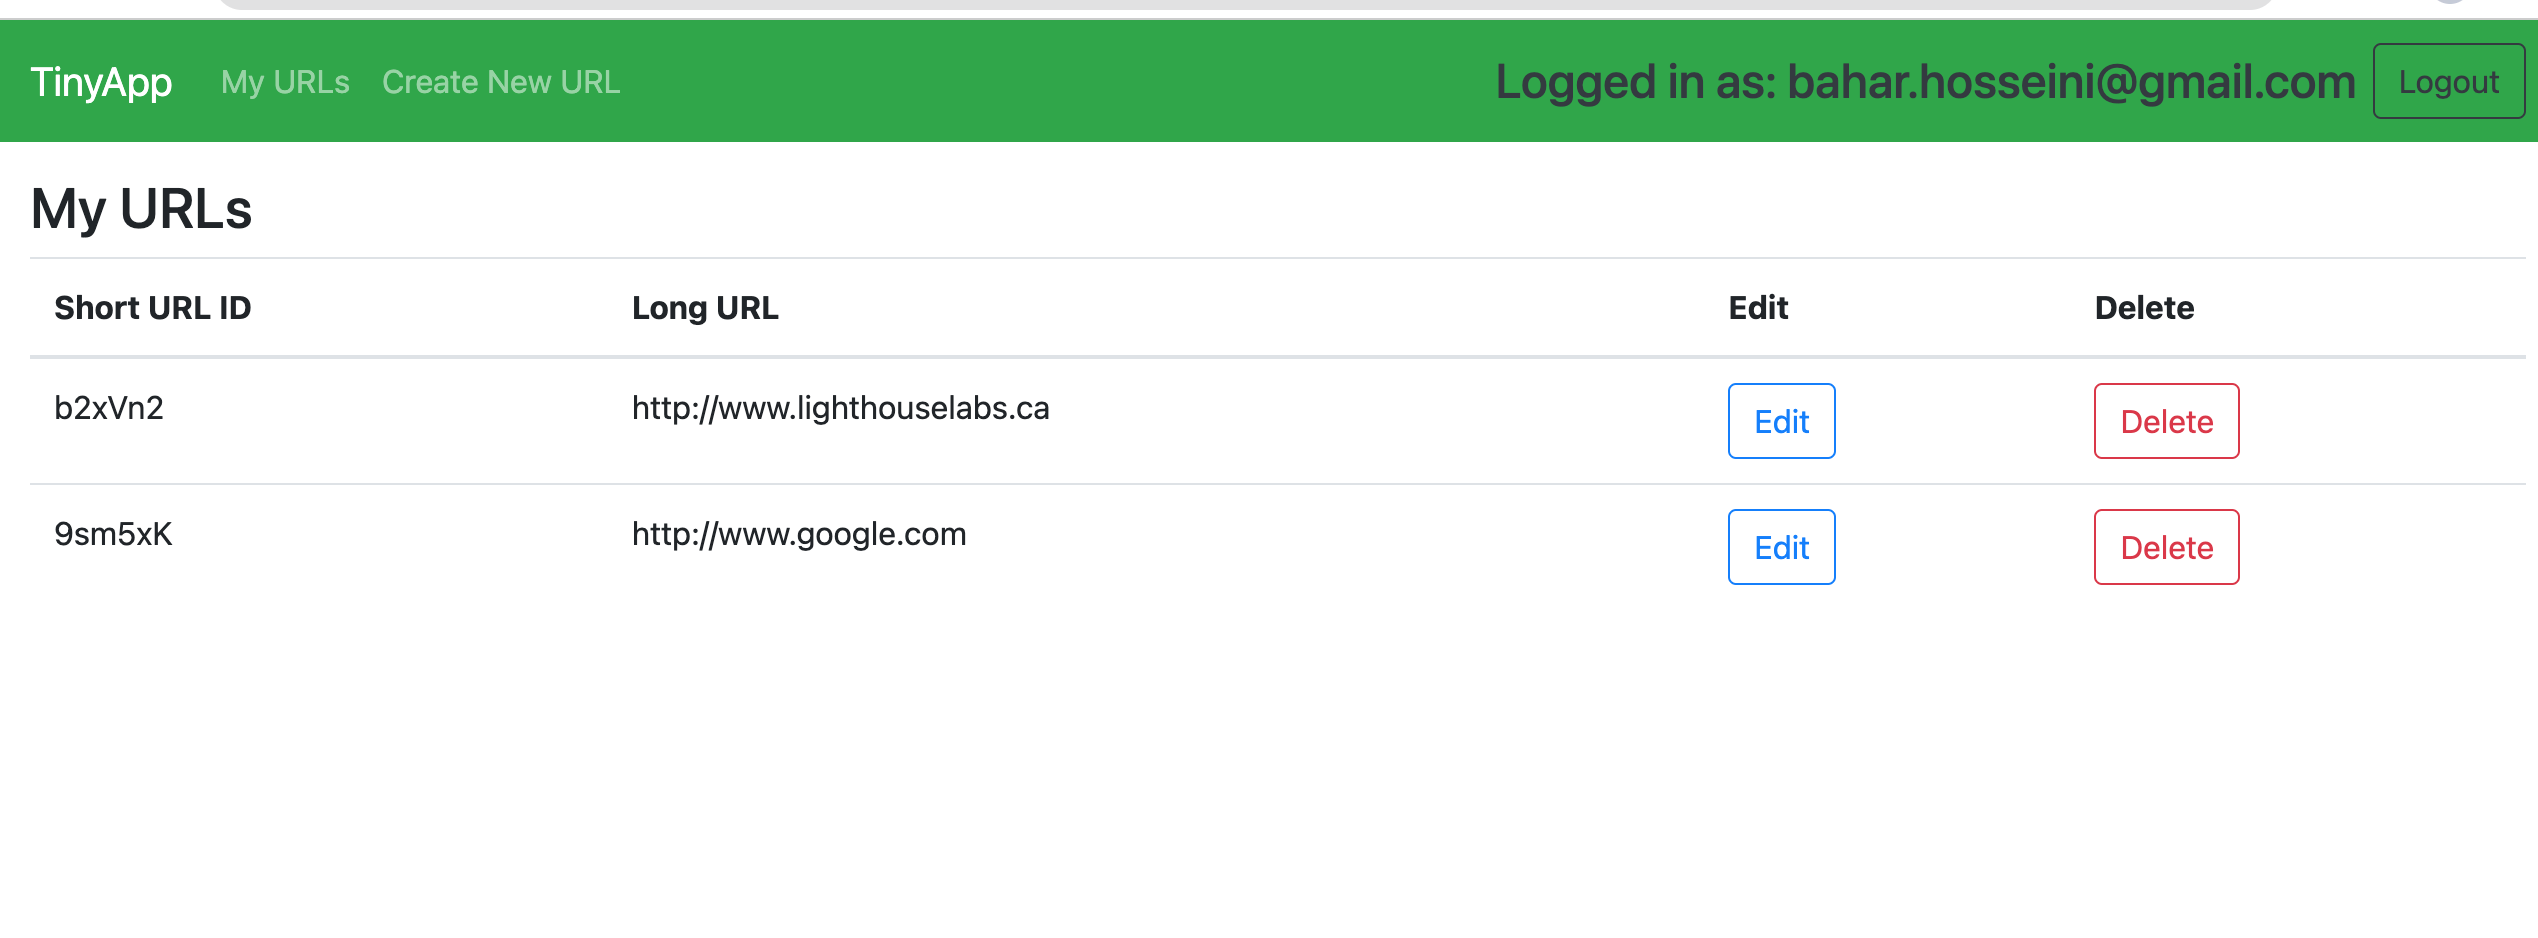 TinyApp My URLs Create New URL Logged in as: bahar.hosseini@gmail.com Logout
My URLs
Short URL ID Long URL Edit Delete
b2xVn2 http://www.lighthouselabs.ca Edit Delete
9sm5xK http://www.google.com Edit Delete